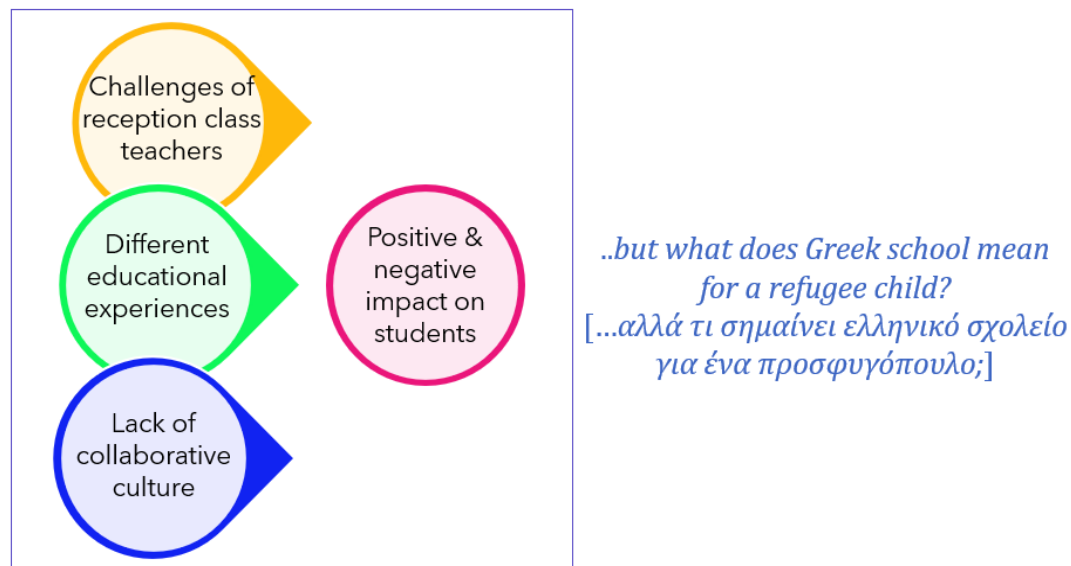 Challenges of
reception class
teachers
Different
educational
experiences
Lack of
collaborative
culture
Positive &
negative
impact on
students
..but what does Greek school mean
for a refugee child?
[...αλλά τι σημαίνει ελληνικό σχολείο
για ένα προσφυγόπουλο;]